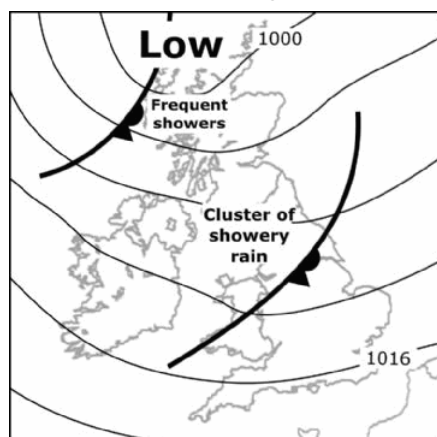 Low
1000
Frequent
showers
Cluster of
showery
rain
1016